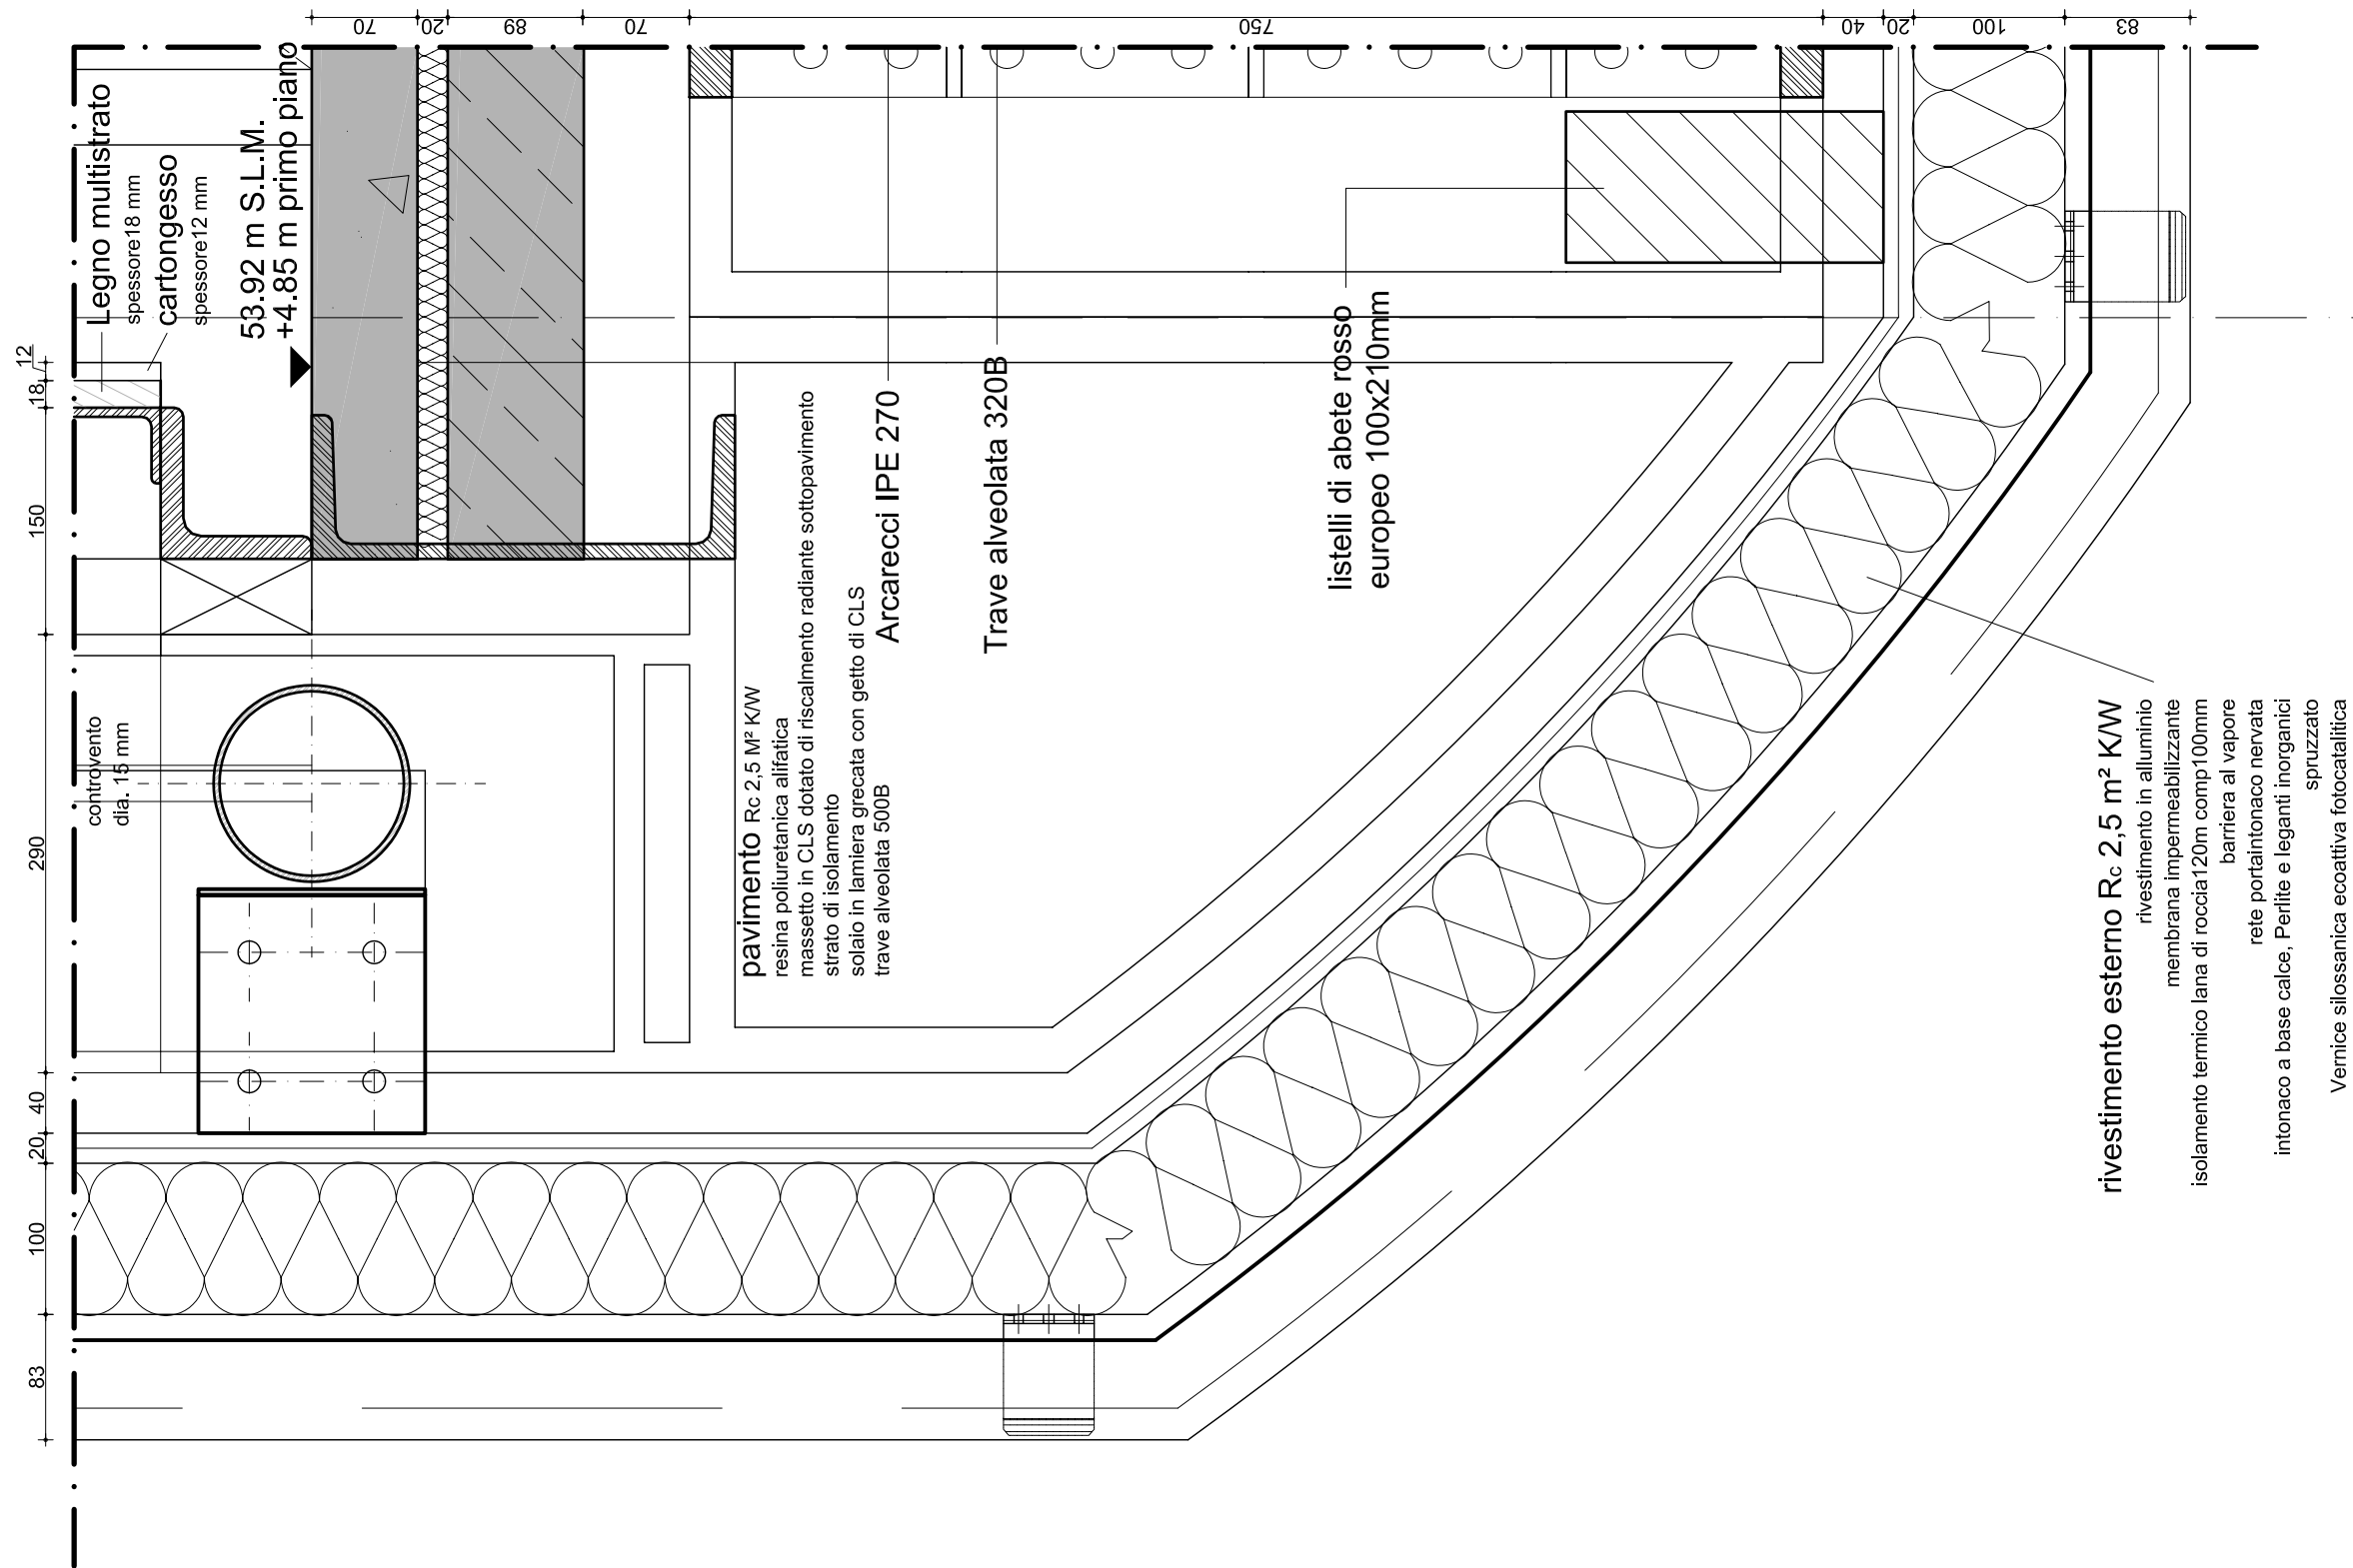 70
20
89
70
750
40
20
100
83
12
18
150
290
40
20
100
83
Legno multistrato
spessore18 mm
cartongesso
spessore12 mm
53.92 m S.L.M.
+4.85 m primo piano
controvento
dia. 15 mm
pavimento Rc 2,5 M² K/W
resina poliuretanica alifatica
massetto in CLS dotato di riscalmento radiante sottopavimento
strato di isolamento
solaio in lamiera grecata con getto di CLS
trave alveolata 500B
Arcarecci IPE 270
Trave alveolata 320B
listelli di abete rosso
europeo 100x210mm
rivestimento esterno Rc 2,5 m² K/W
rivestimento in alluminio
membrana impermeabilizzante
isolamento termico lana di roccia120m comp100mm
barriera al vapore
rete portaintonaco nervata
intonaco a base calce, Perlite e leganti inorganici
spruzzato
Vernice silossanica ecoattiva fotocatalitica